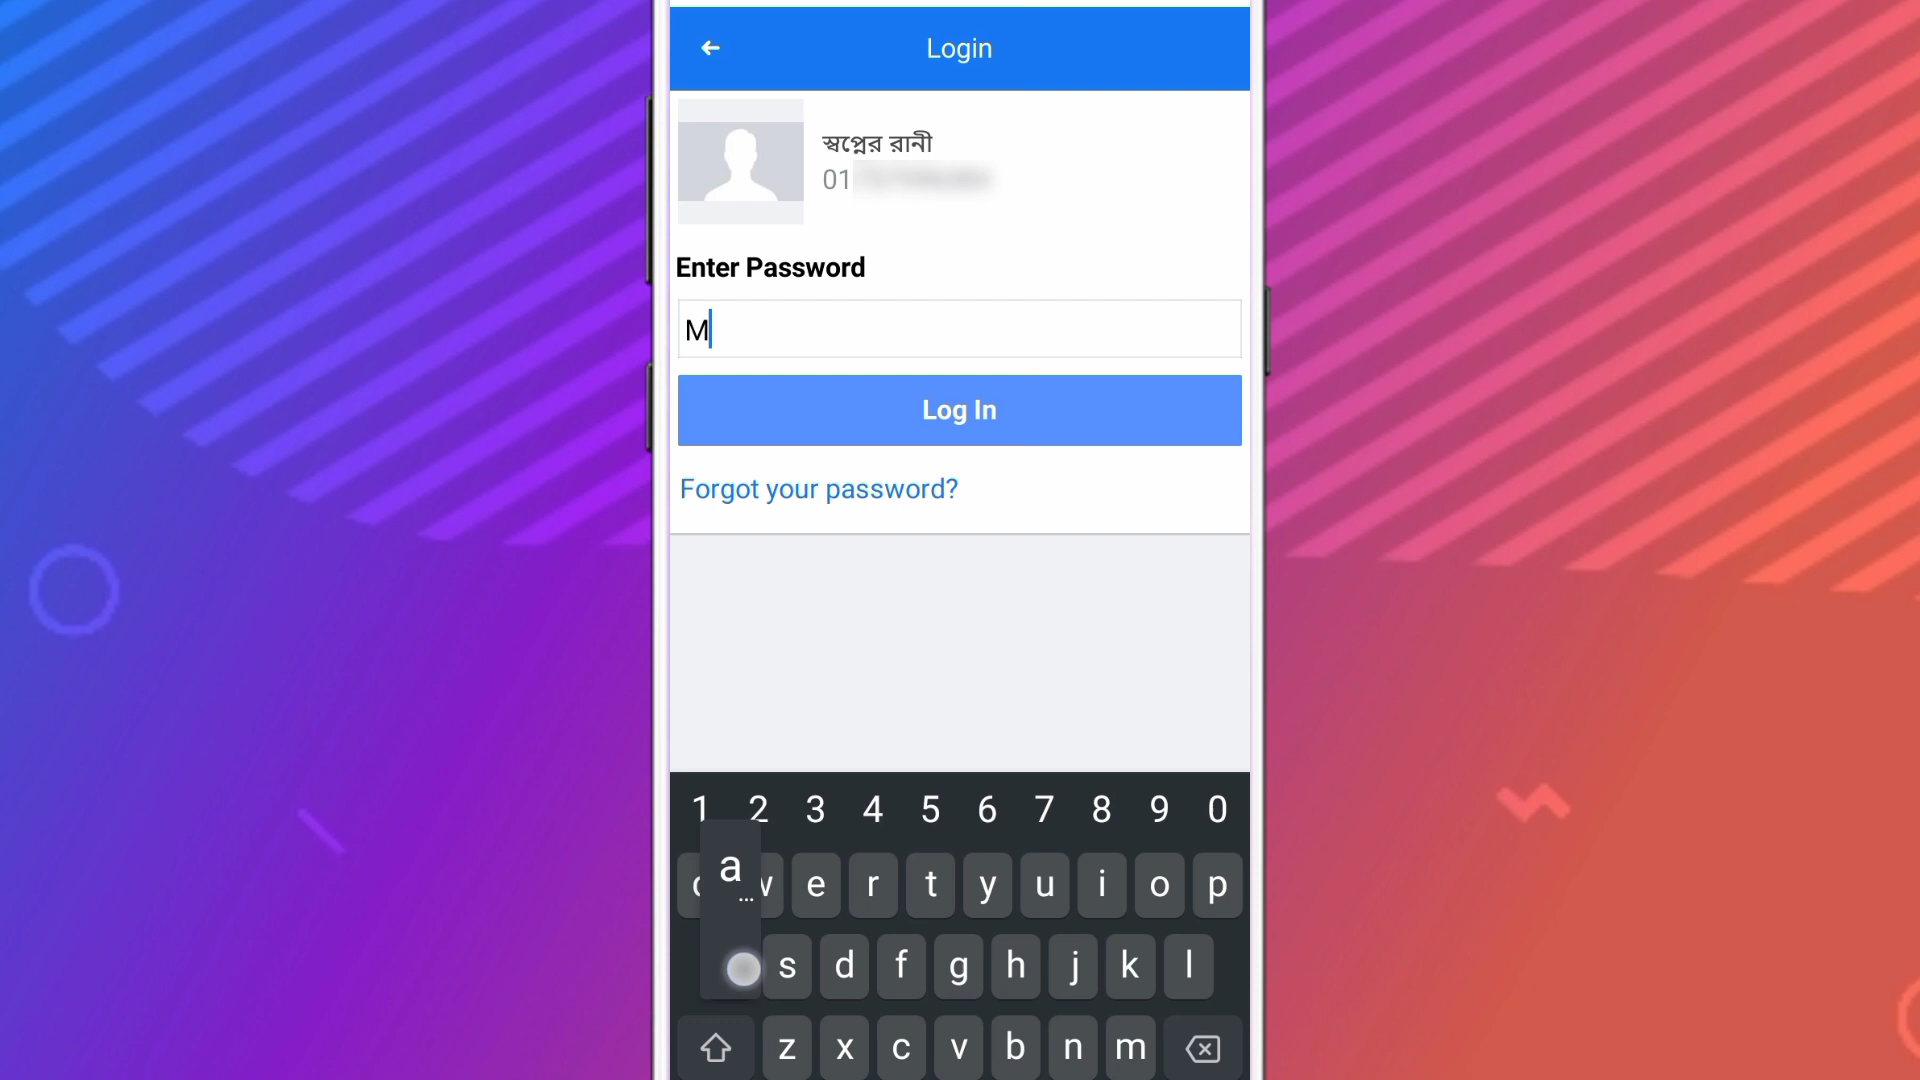 Login
স্বপ্নের রানী
01
Enter Password
M
Log In
Forgot your password?
1 2 3 4 5 6 7 8 9 0
a
...
e r t y u i o p
s d f g h j k l
z x c v b n m